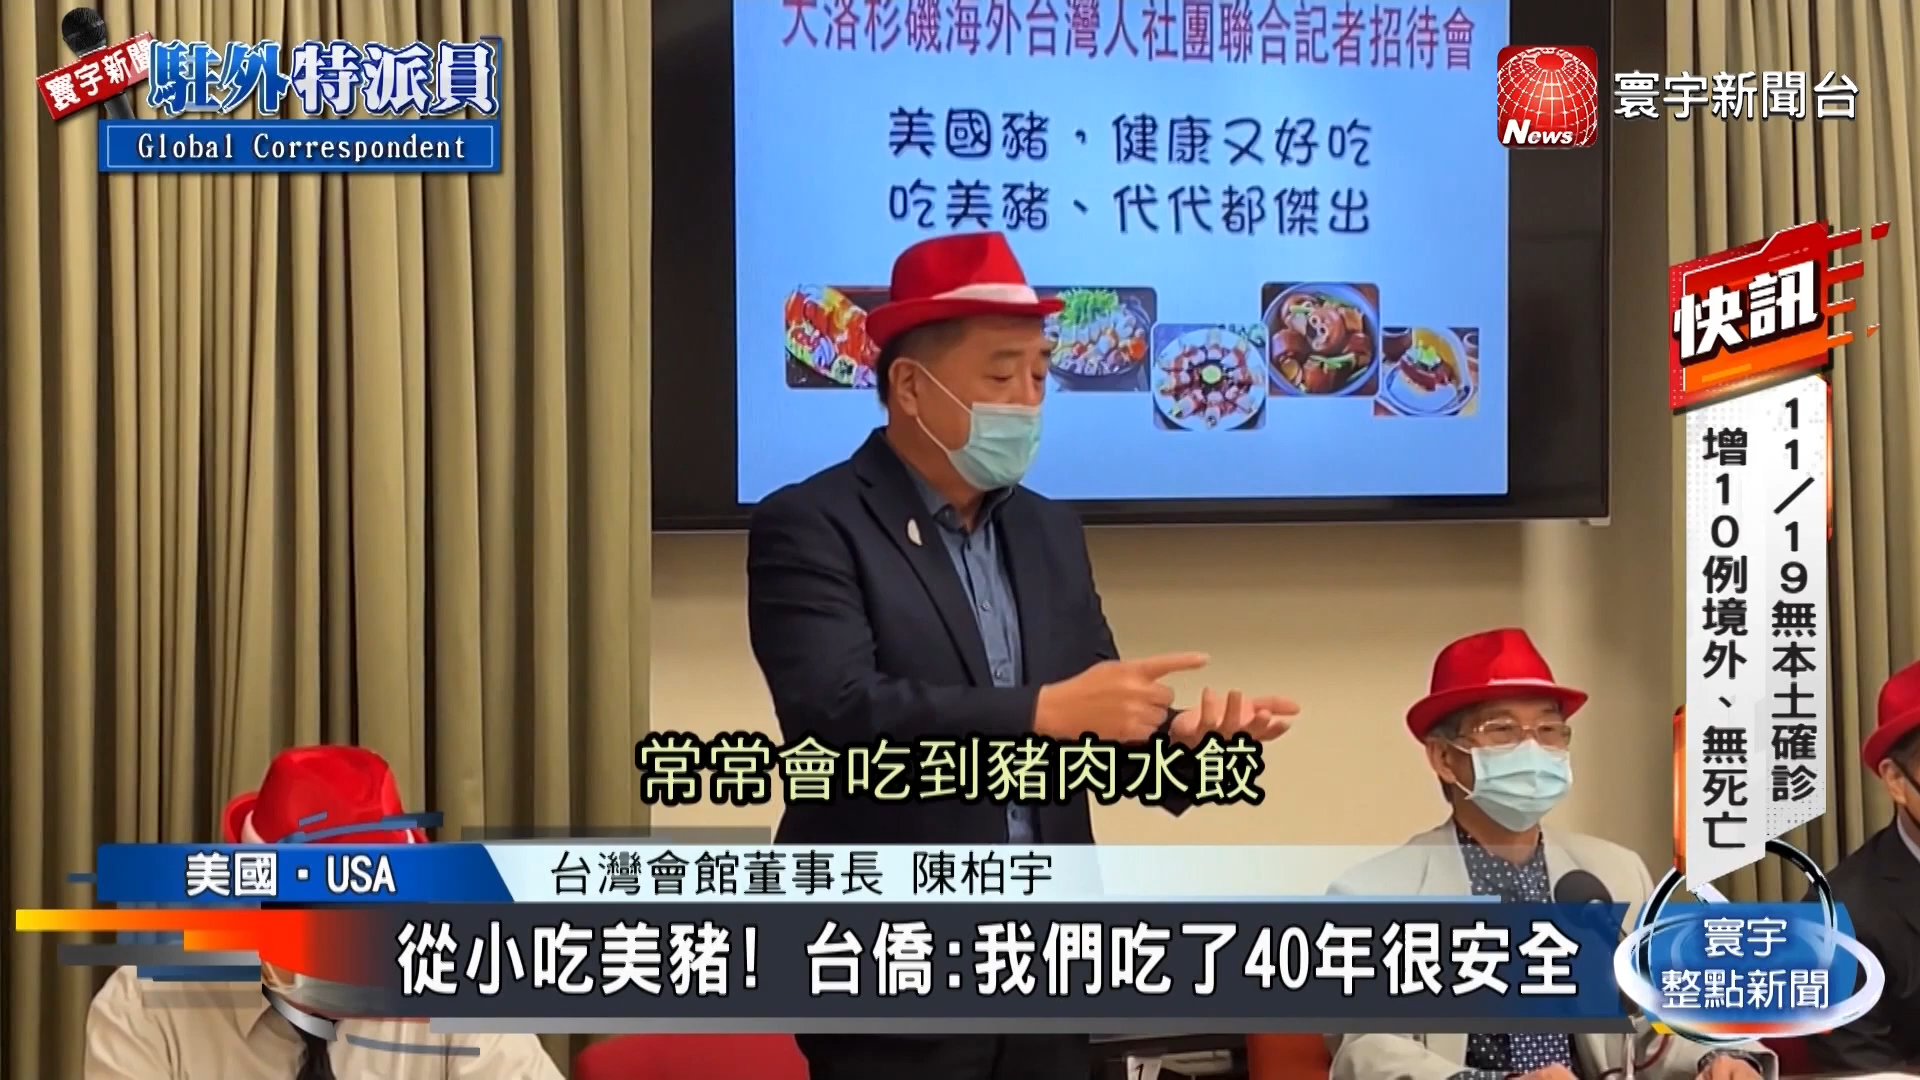 寰宇新聞
駐外特派員
Global Correspondent
大洛杉磯海外台灣人社團聯合記者招待會
美國豬，健康又好吃
吃美豬、代代都傑出
News
寰宇新聞台
快訊
11/19無本土確診
增10例境外、無死亡
常常會吃到豬肉水餃
美國·USA
台灣會館董事長 陳柏宇
從小吃美豬! 台僑:我們吃了40年很安全
寰宇
整點新聞